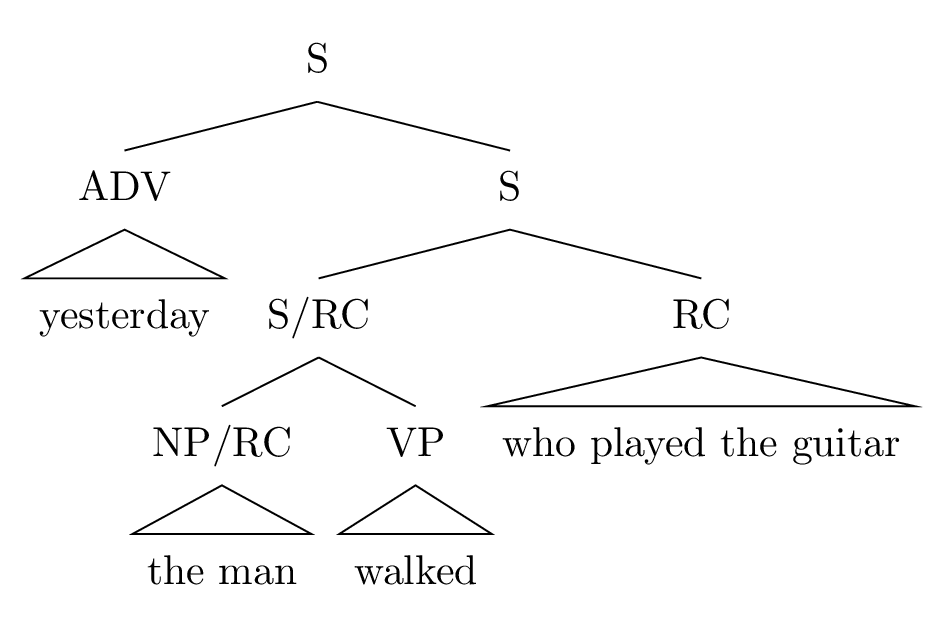 S
ADV S
yesterday S/RC RC
NP/RC VP who played the guitar
the man walked